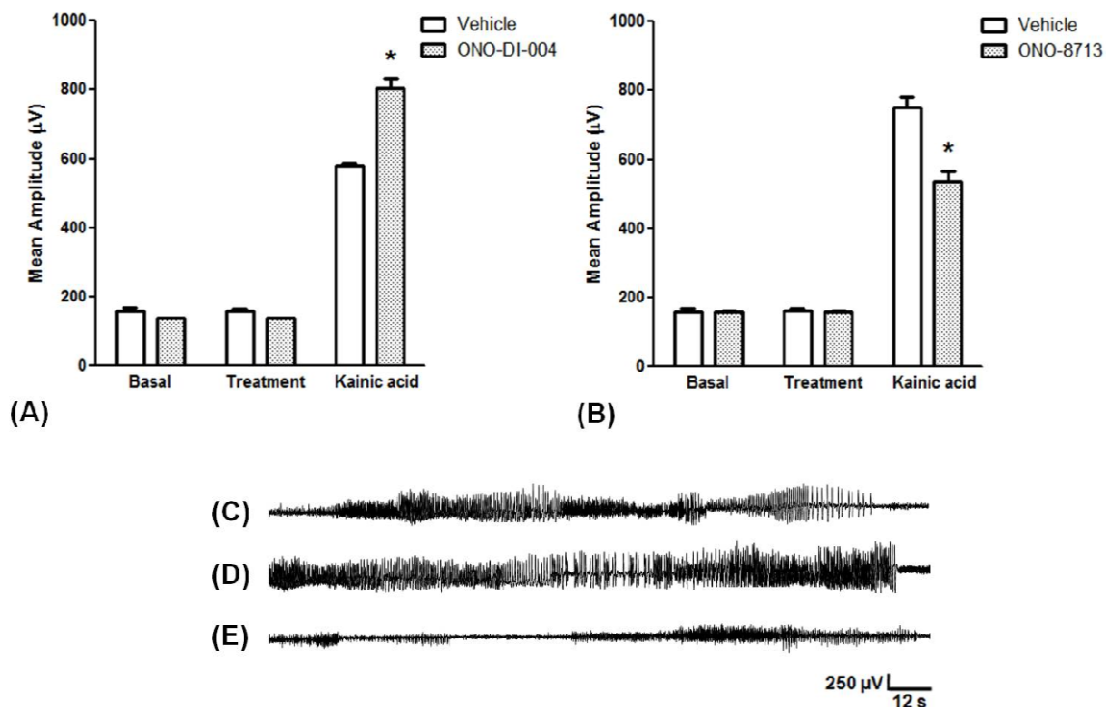 1000
800
600
400
200
0
Mean Amplitude (µV)
Vehicle
ONO-DI-004
*
Basal Treatment Kainic acid
(A)
1000
800
600
400
200
0
Mean Amplitude (µV)
Vehicle
ONO-8713
*
Basal Treatment Kainic acid
(B)
(C)
(D)
(E)
250 µV
12 s